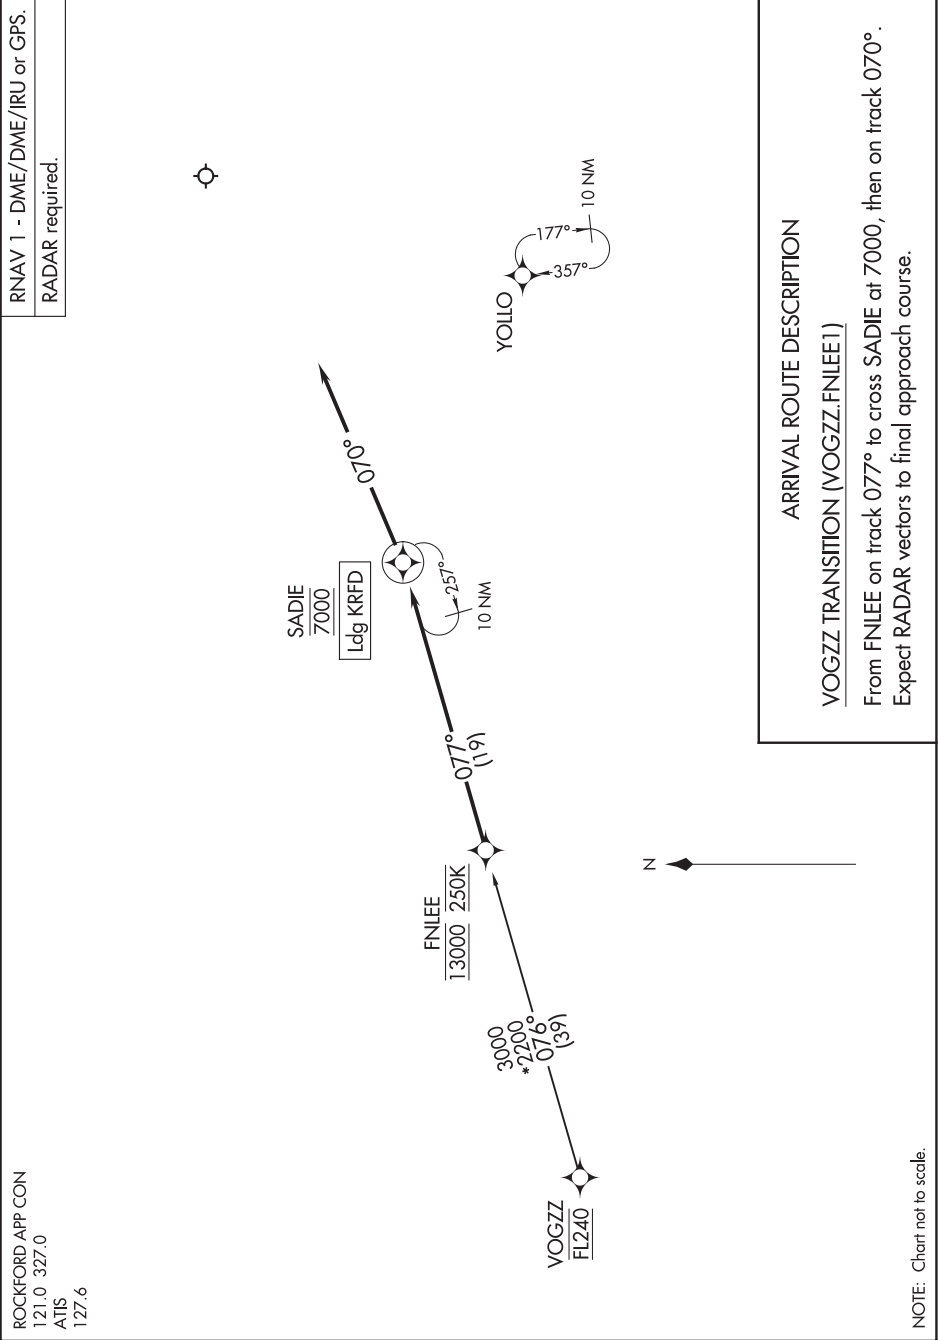 ROCKFORD APP CON
121.0 327.0
ATIS
127.6
RNAV 1 - DME/DME/IRU or GPS.
RADAR required.
SADIE
7000
Ldg KRFD
070°
257°
10 NM
077°
(19)
FNLEE
13000 250K
3000
*2200
076°
(39)
VOGZZ
FL240
YOLLO
177°
357°
10 NM
N
ARRIVAL ROUTE DESCRIPTION
VOGZZ TRANSITION (VOGZZ.FNLEE1)
From FNLEE on track 077° to cross SADIE at 7000, then on track 070°.
Expect RADAR vectors to final approach course.
NOTE: Chart not to scale.